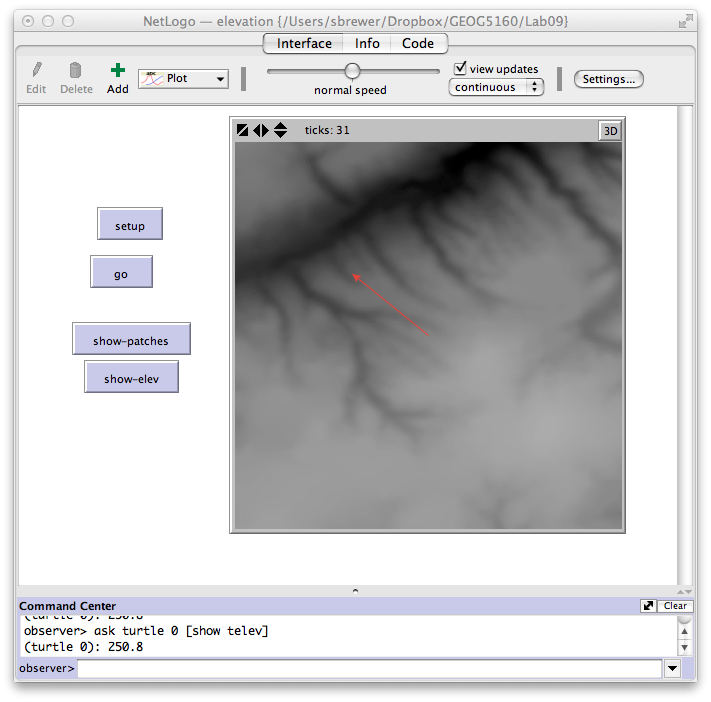 NetLogo — elevation {/Users/sbrewer/Dropbox/GEOG5160/Lab09}
Interface Info Code
Edit Delete Add abc Plot normal speed view updates continuous Settings...
ticks: 31 3D
setup
go
show-patches
show-elev
Command Center Clear
(turtle 0): 250.8
observer> ask turtle 0 [show telev]
(turtle 0): 250.8
observer>